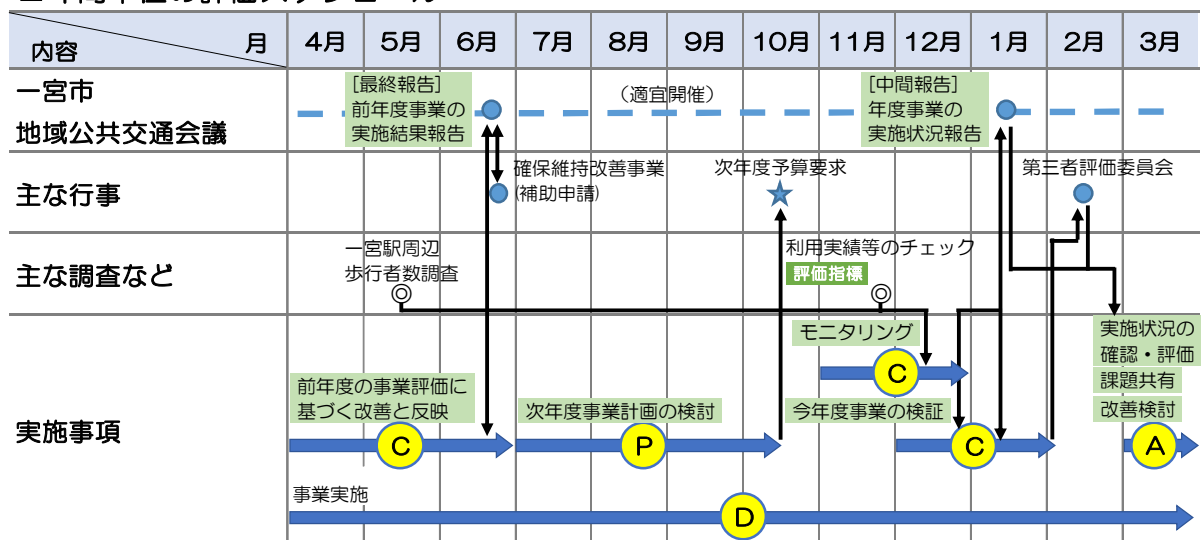 月
内容
4月 5月 6月 7月 8月 9月 10月 11月 12月 1月 2月 3月
一宮市
地域公共交通会議
[最終報告]
前年度事業の
実施結果報告
（適宜開催）
[中間報告]
年度事業の
実施状況報告
主な行事
確保維持改善事業
(補助申請)
次年度予算要求
第三者評価委員会
主な調査など
一宮駅周辺
歩行者数調査
利用実績等のチェック
評価指標
実施事項
モニタリング
C
実施状況の
確認・評価
課題共有
改善検討
前年度の事業評価に
基づく改善と反映
次年度事業計画の検討
今年度事業の検証
C
P
C
A
事業実施
D